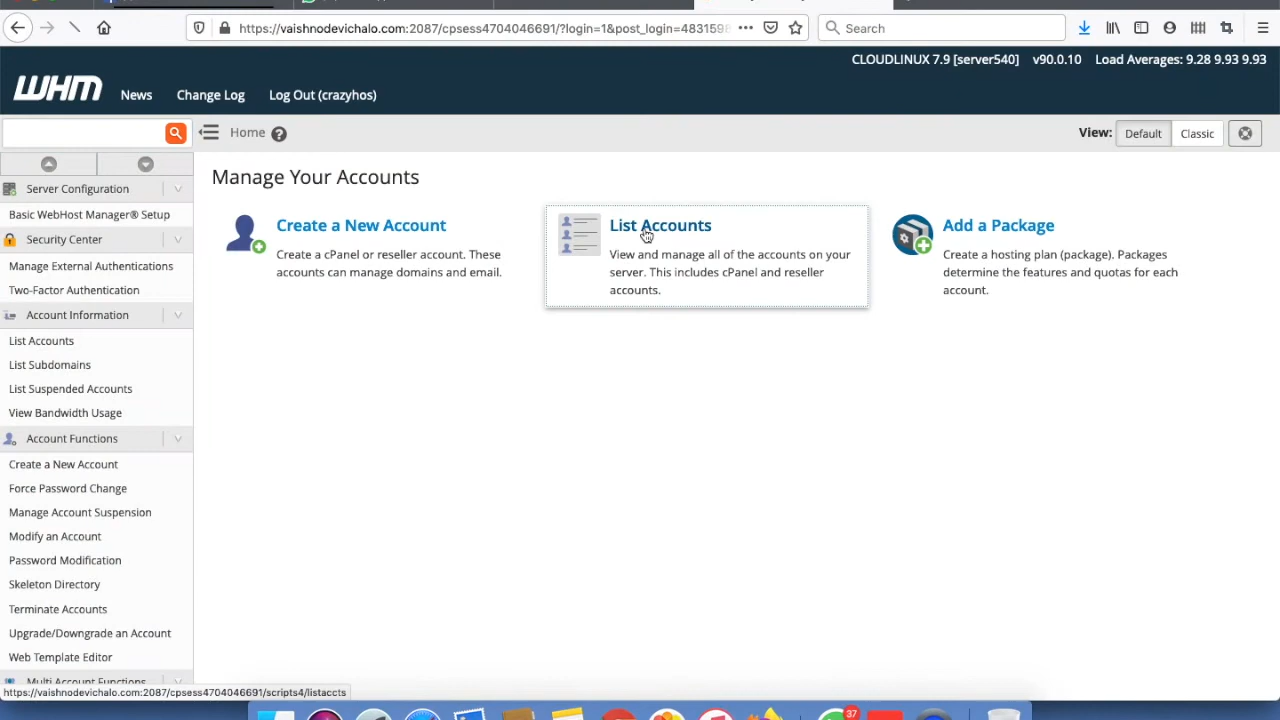 https://vaishnodevichalo.com:2087/cpsess4704046691/?login=1&post_login=4831598
Search
CLOUDLINUX 7.9 [server540] v90.0.10 Load Averages: 9.28 9.93 9.93
WHM
News
Change Log
Log Out (crazyhos)
Home
View:
Default
Classic
Server Configuration
Basic WebHost Manager® Setup
Security Center
Manage External Authentications
Two-Factor Authentication
Account Information
List Accounts
List Subdomains
List Suspended Accounts
View Bandwidth Usage
Account Functions
Create a New Account
Force Password Change
Manage Account Suspension
Modify an Account
Password Modification
Skeleton Directory
Terminate Accounts
Upgrade/Downgrade an Account
Web Template Editor
Multi Account Functions
Manage Your Accounts
Create a New Account
Create a cPanel or reseller account. These
accounts can manage domains and email.
List Accounts
View and manage all of the accounts on your
server. This includes cPanel and reseller
accounts.
Add a Package
Create a hosting plan (package). Packages
determine the features and quotas for each
account.
https://vaishnodevichalo.com:2087/cpsess4704046691/scripts4/listaccts
37